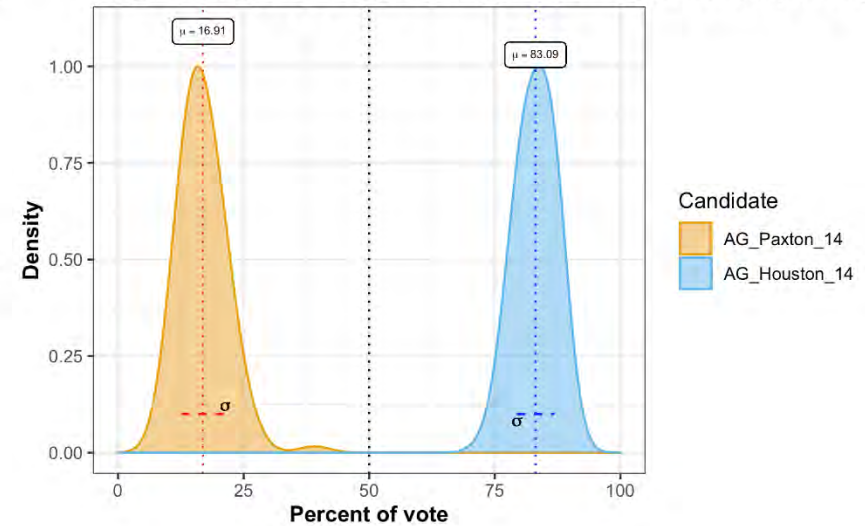 μ = 16.91
μ = 83.09
1.00
0.75
0.50
0.25
0.00
Density
σ
σ
0
25
50
75
100
Percent of vote
Candidate
AG_Paxton_14
AG_Houston_14